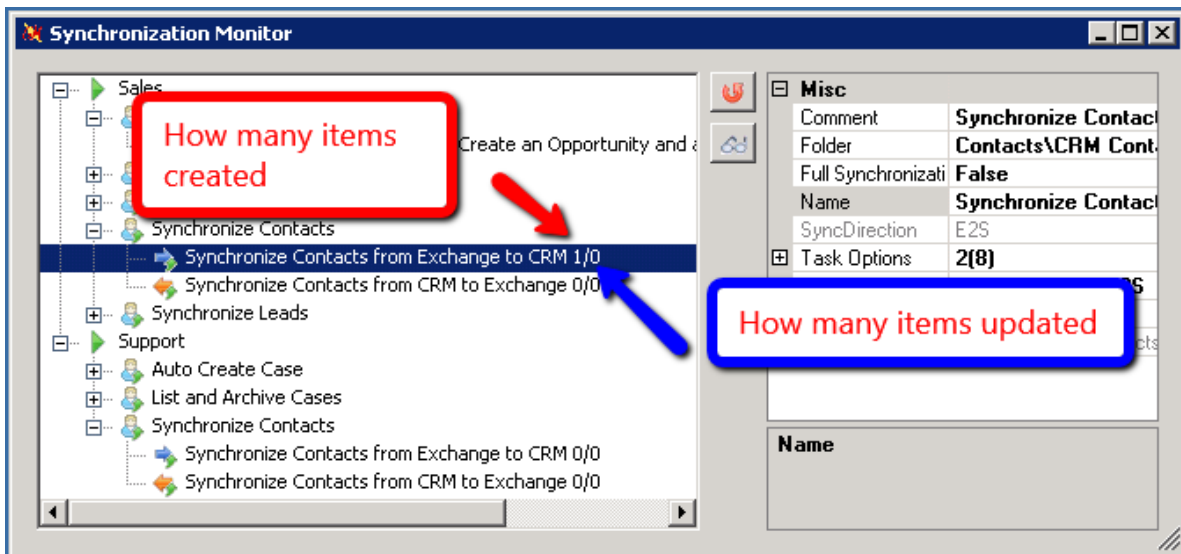 Synchronization Monitor
Sales
How many items
created
Create an Opportunity and
Synchronize Contacts
Synchronize Contacts from Exchange to CRM 1/0
Synchronize Contacts from CRM to Exchange 0/0
Synchronize Leads
Support
Auto Create Case
List and Archive Cases
Synchronize Contacts
Synchronize Contacts from Exchange to CRM 0/0
Synchronize Contacts from CRM to Exchange 0/0
Misc
Comment Synchronize Contact
Folder Contacts\CRM Cont
Full Synchronizati False
Name Synchronize Contact
SyncDirection E2S
Task Options 2(8)
How many items updated
Name